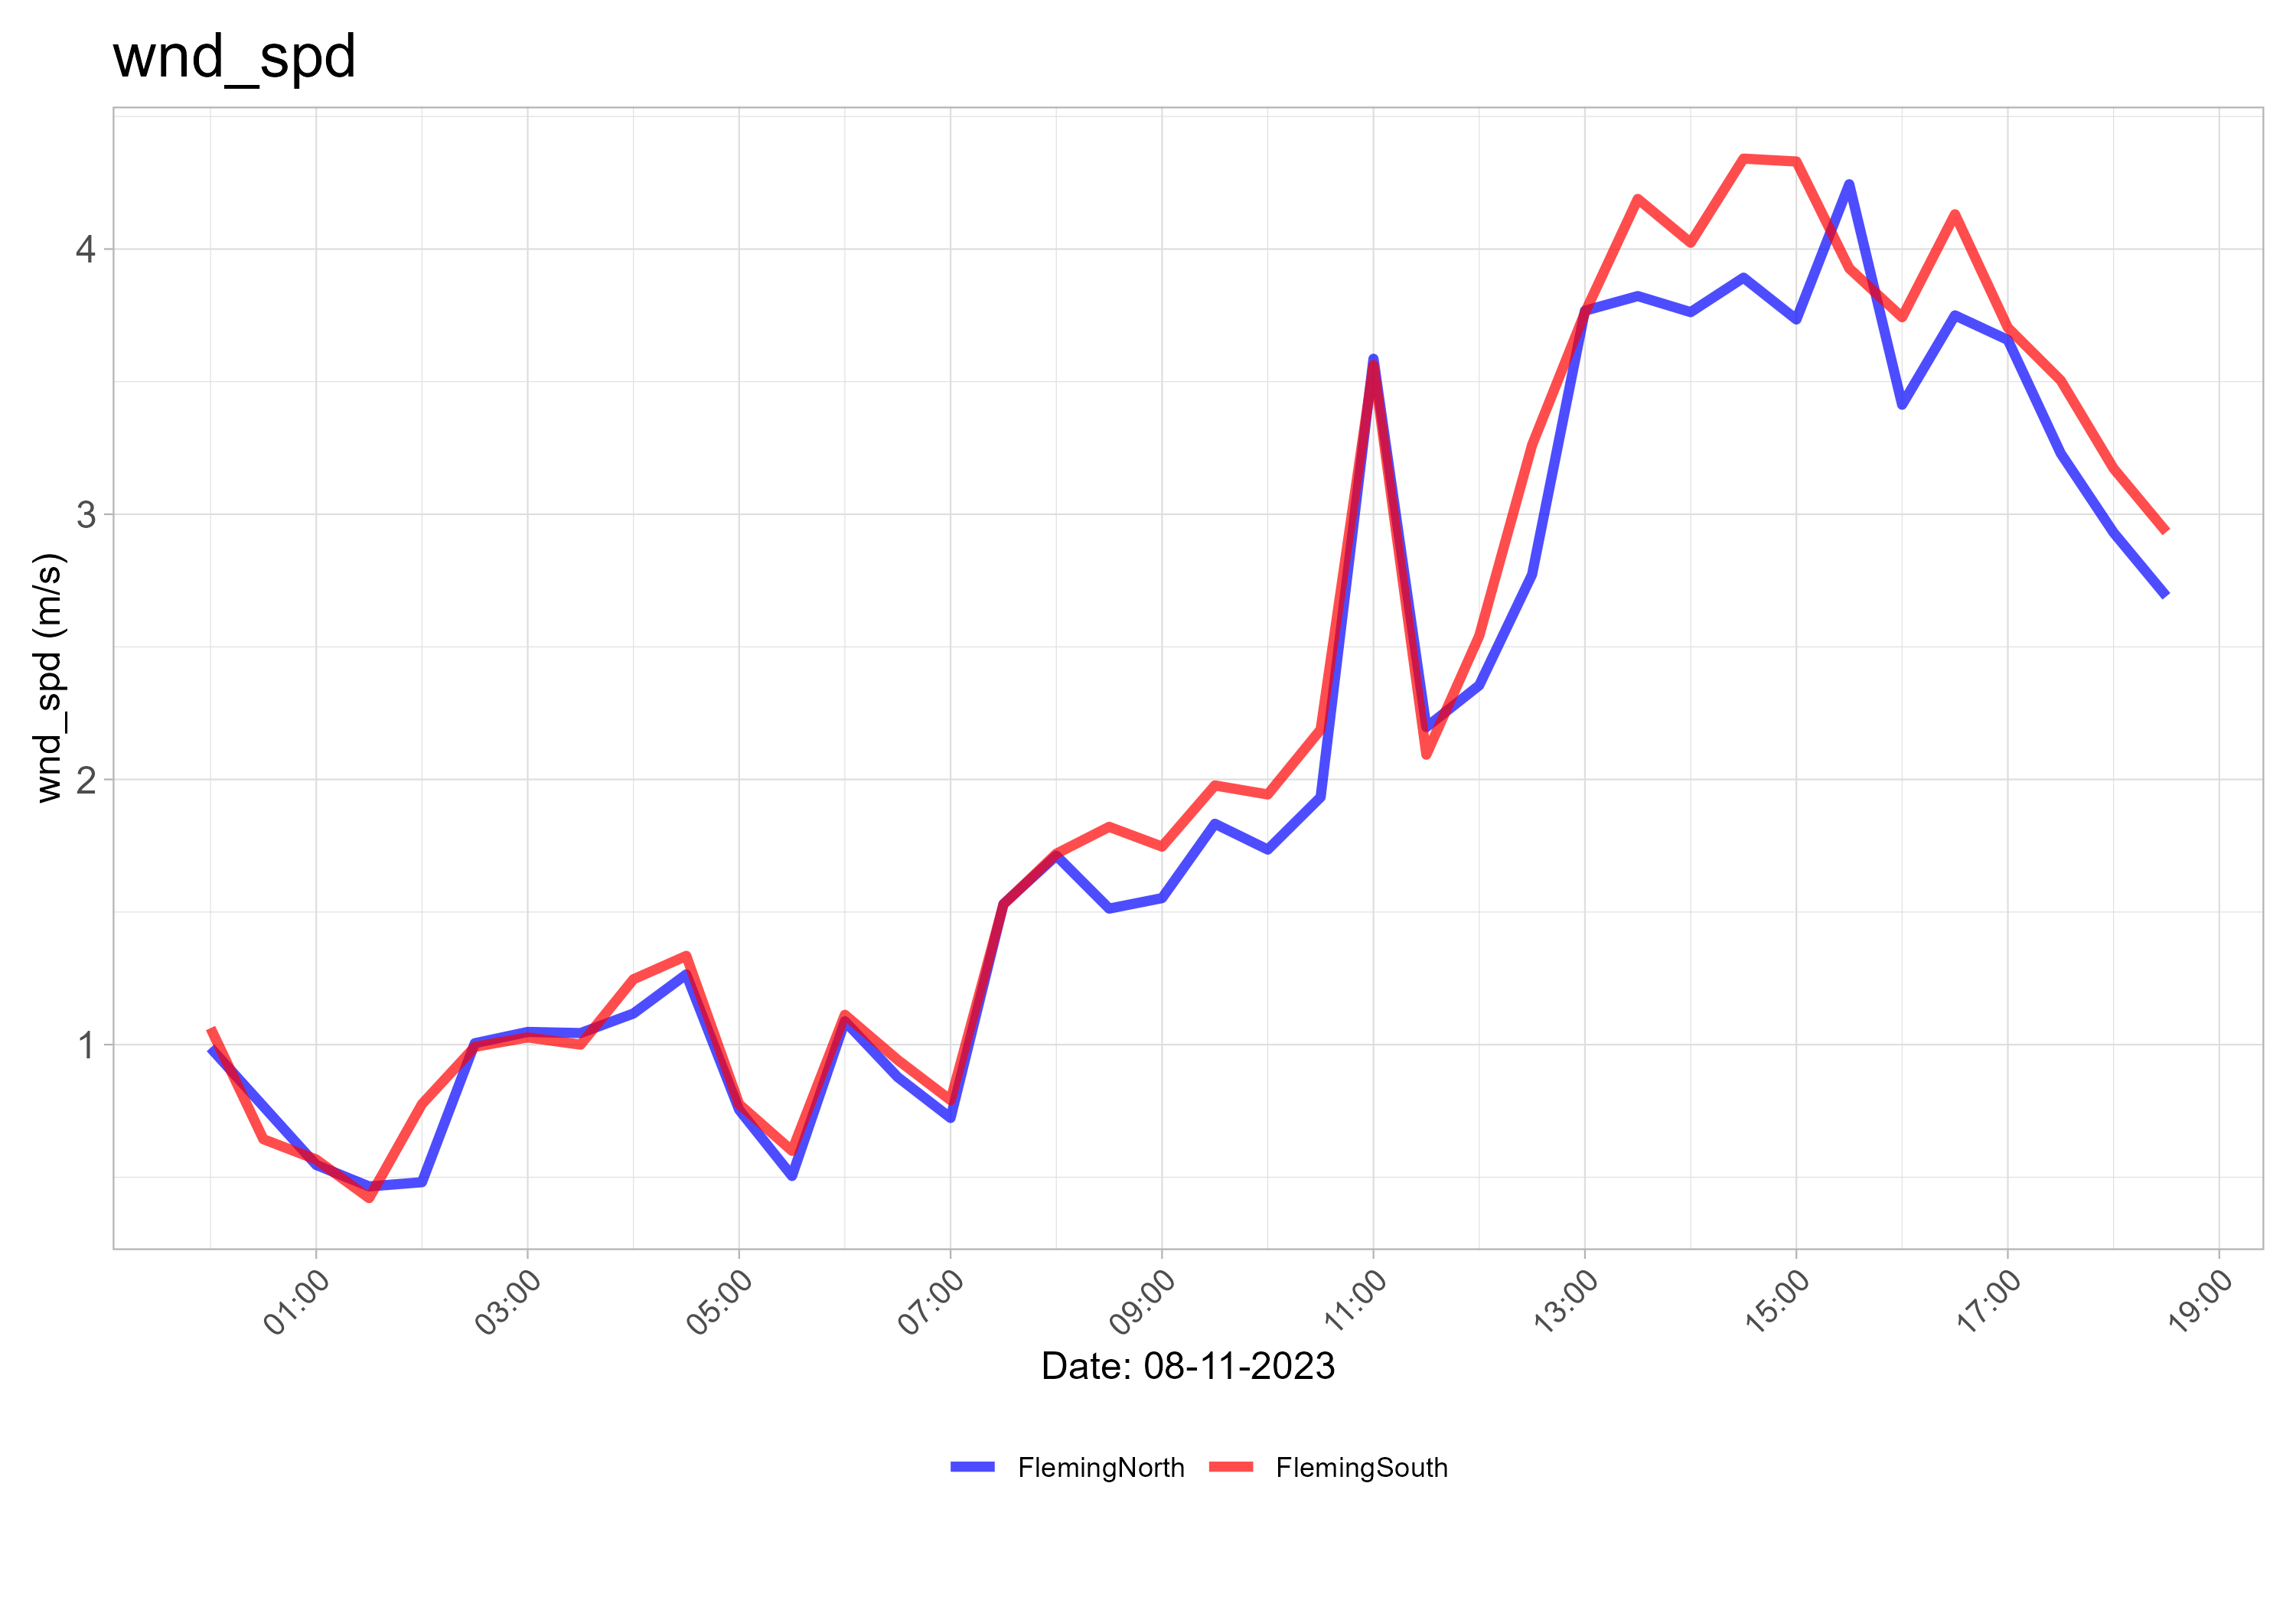 wnd_spd
wnd_spd (m/s)
4
3
2
1
01:00 03:00 05:00 07:00 09:00 11:00 13:00 15:00 17:00 19:00
Date: 08-11-2023
FlemingNorth FlemingSouth